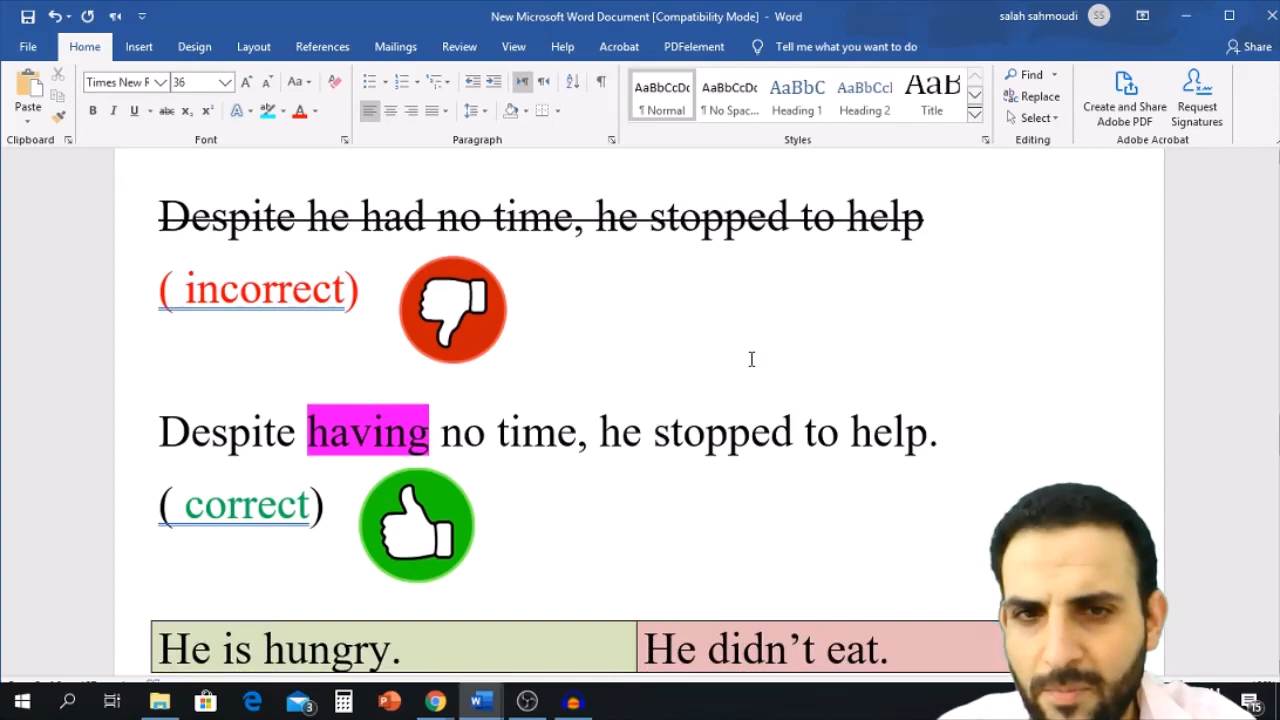 New Microsoft Word Document [Compatibility Mode] - Word
salah sahmoudi SS
File Home Insert Design Layout References Mailings Review View Help Acrobat PDFelement Tell me what you want to do Share
Paste
Times New F 36
Find
Replace
Select
AaBbCcDc AaBbCcDc AaBbC AaBbCcI AaB
¶ Normal ¶ No Spac... Heading 1 Heading 2 Title
Create and Share Adobe PDF
Request Signatures
Clipboard Font Paragraph Styles Editing Adobe Acrobat
Despite he had no time, he stopped to help
( incorrect)
Despite having no time, he stopped to help.
( correct)
He is hungry. He didn’t eat.